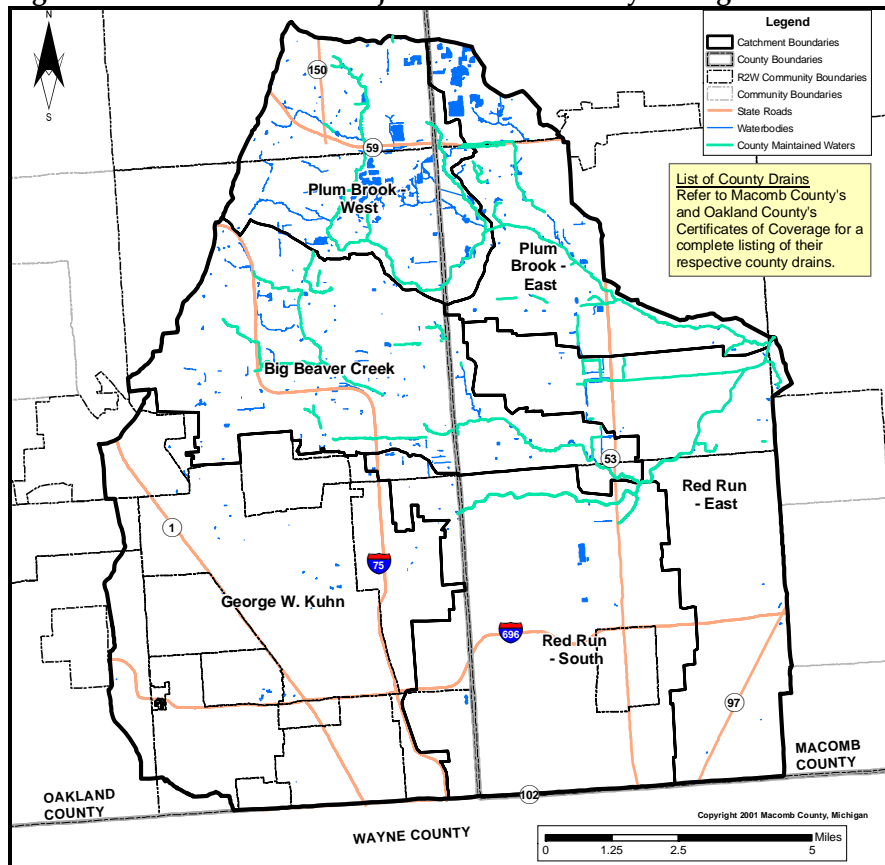 N
S
Legend
Catchment Boundaries
County Boundaries
R2W Community Boundaries
Community Boundaries
State Roads
Waterbodies
County Maintained Waters
List of County Drains
Refer to Macomb County's
and Oakland County's
Certificates of Coverage for a
complete listing of their
respective county drains.
150
59
Plum Brook -
West
Plum
Brook -
East
Big Beaver Creek
53
Red Run
- East
1
75
George W. Kuhn
696
Red Run
- South
97
MACOMB
COUNTY
OAKLAND
COUNTY
102
WAYNE COUNTY
Copyright 2001 Macomb County, Michigan
Miles
0 1.25 2.5 5